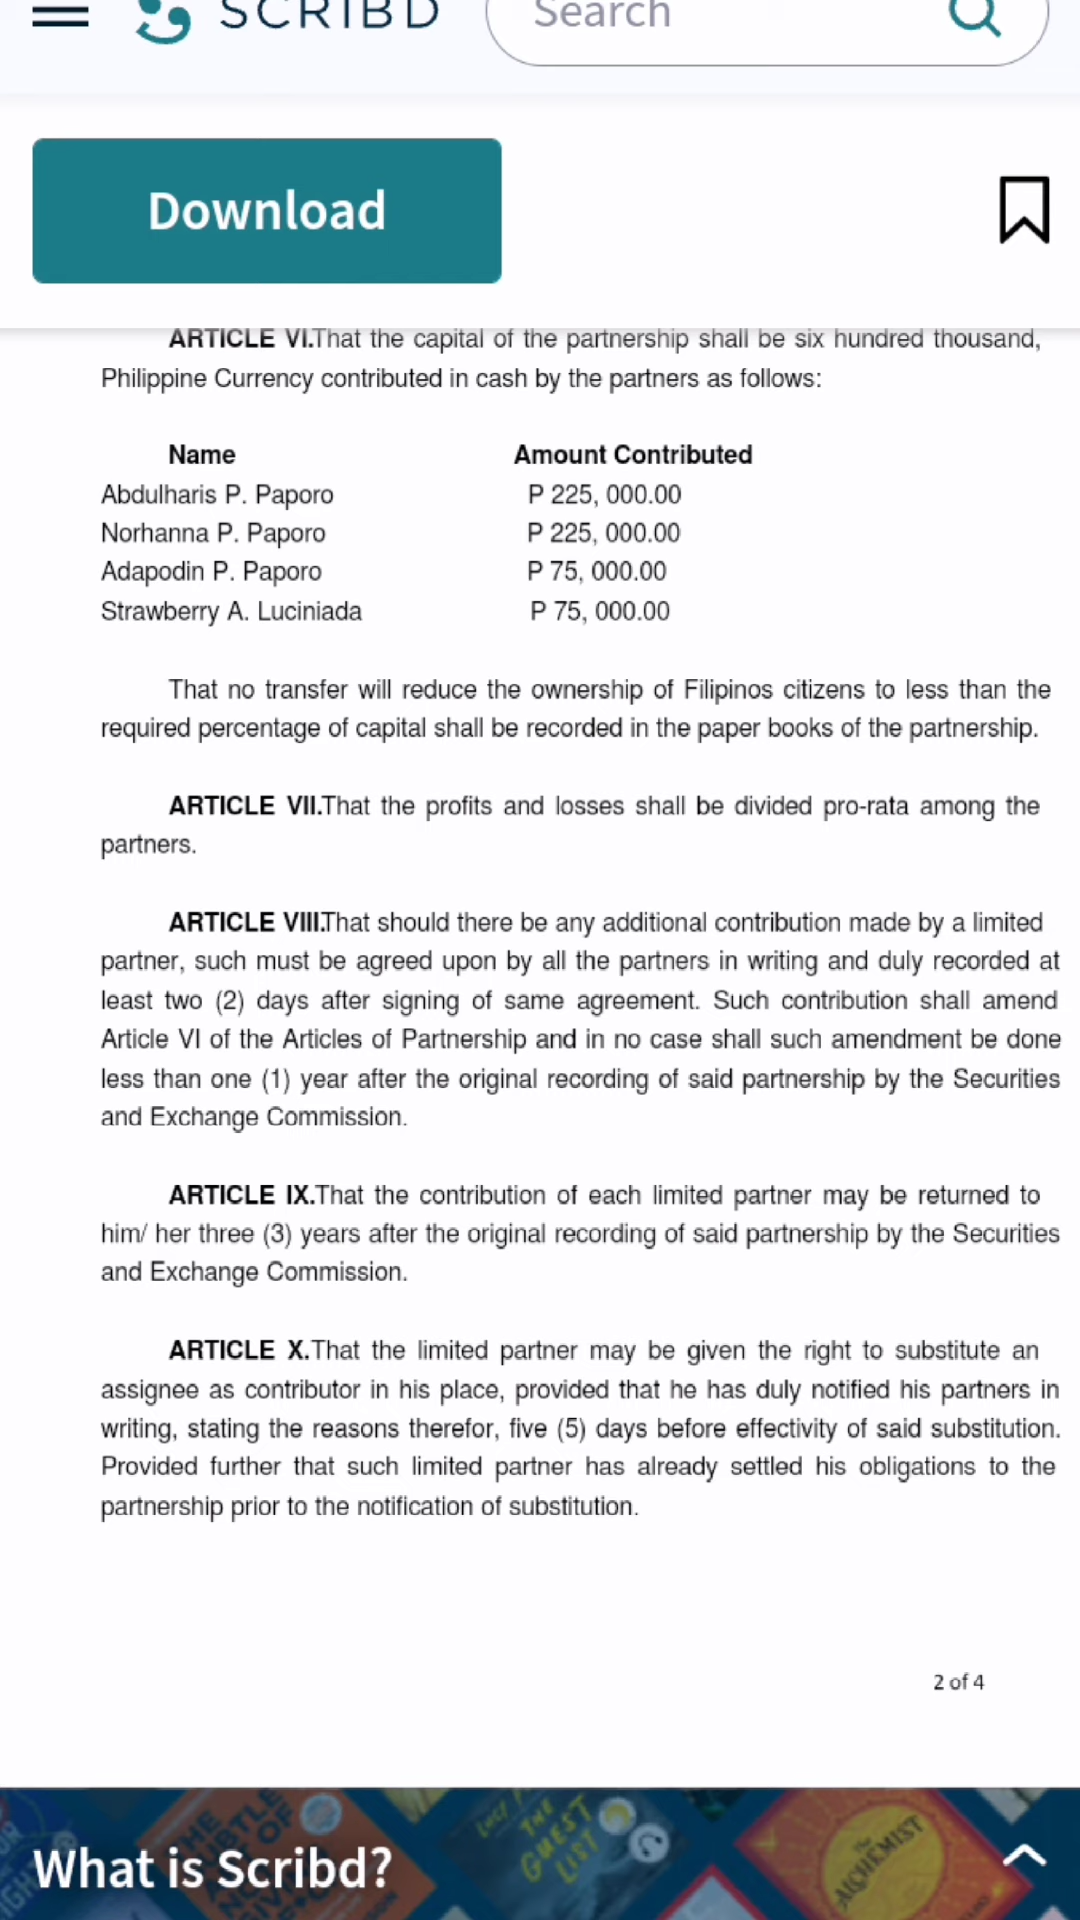 SCRIBD
Search
Download
ARTICLE VI.That the capital of the partnership shall be six hundred thousand,
Philippine Currency contributed in cash by the partners as follows:
Name Amount Contributed
Abdulharis P. Paporo P 225, 000.00
Norhanna P. Paporo P 225, 000.00
Adapodin P. Paporo P 75, 000.00
Strawberry A. Luciniada P 75, 000.00
That no transfer will reduce the ownership of Filipinos citizens to less than the
required percentage of capital shall be recorded in the paper books of the partnership.
ARTICLE VII.That the profits and losses shall be divided pro-rata among the
partners.
ARTICLE VIII.That should there be any additional contribution made by a limited
partner, such must be agreed upon by all the partners in writing and duly recorded at
least two (2) days after signing of same agreement. Such contribution shall amend
Article VI of the Articles of Partnership and in no case shall such amendment be done
less than one (1) year after the original recording of said partnership by the Securities
and Exchange Commission.
ARTICLE IX.That the contribution of each limited partner may be returned to
him/ her three (3) years after the original recording of said partnership by the Securities
and Exchange Commission.
ARTICLE X.That the limited partner may be given the right to substitute an
assignee as contributor in his place, provided that he has duly notified his partners in
writing, stating the reasons therefor, five (5) days before effectivity of said substitution.
Provided further that such limited partner has already settled his obligations to the
partnership prior to the notification of substitution.
2 of 4
What is Scribd?
THE
SUBTLE
OF
THE
GUEST
LIST
The
ALCHEMIST